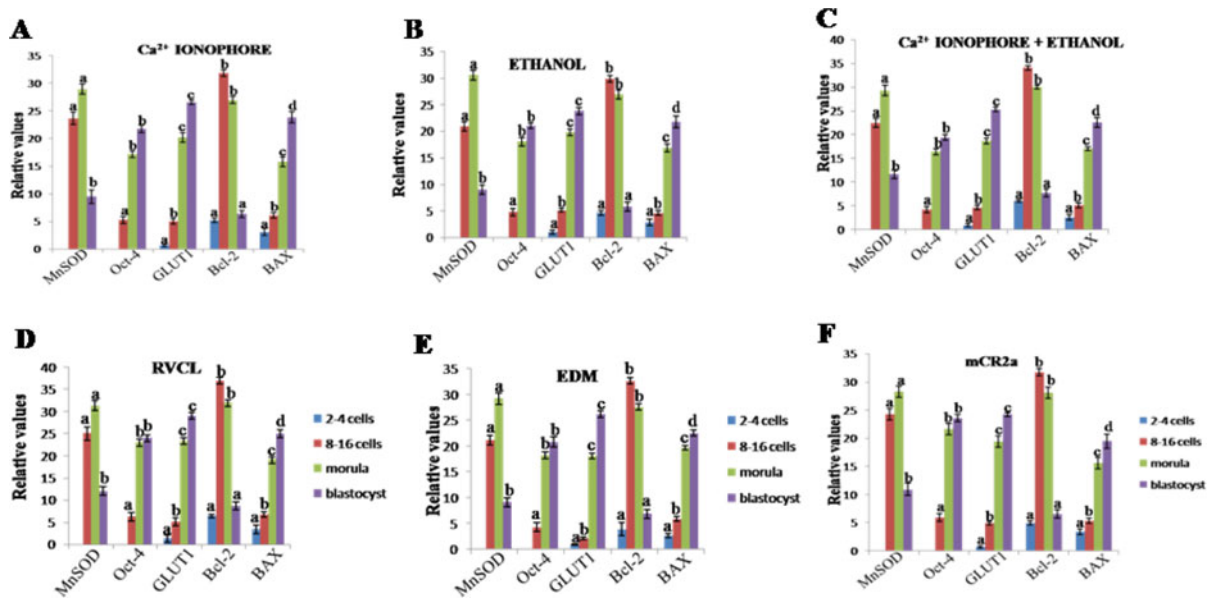 A
Ca²⁺ IONOPHORE
Relative values
35
30
25
20
15
10
5
0
a a b
b b b
a b c c
a b b a
a b c d
MnSOD
Oct-4
GLUT1
Bcl-2
BAX
B
ETHANOL
Relative values
35
30
25
20
15
10
5
0
a a b
a b b
a b c c
a b b a
a a c d
MnSOD
Oct-4
GLUT1
Bcl-2
BAX
C
Ca²⁺ IONOPHORE + ETHANOL
Relative values
40
35
30
25
20
15
10
5
0
a a b
a b b
a b c c
a b b a
a b c d
MnSOD
Oct-4
GLUT1
Bcl-2
BAX
D
RVCL
Relative values
40
35
30
25
20
15
10
5
0
a a b
a b b
a b c c
a b b a
a a c d
MnSOD
Oct-4
GLUT1
Bcl-2
BAX
2-4 cells
8-16 cells
morula
blastocyst
E
EDM
Relative values
35
30
25
20
15
10
5
0
a a b
a b b
a b c c
a b b a
a b c d
MnSOD
Oct-4
GLUT1
Bcl-2
BAX
2-4 cells
8-16 cells
morula
blastocyst
F
mCR2a
Relative values
35
30
25
20
15
10
5
0
a a b
a b b
a b c c
a b b a
a b c d
MnSOD
Oct-4
GLUT1
Bcl-2
BAX
2-4 cells
8-16 cells
morula
blastocyst